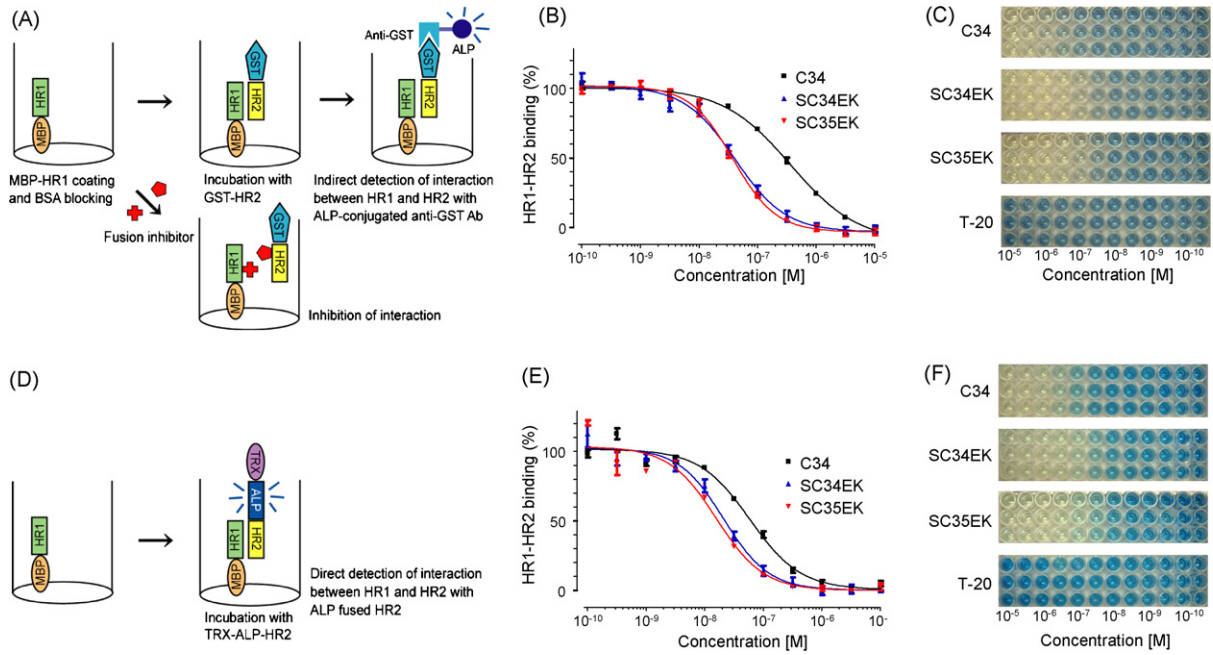 (A)
Anti-GST
ALP
GST
GST
HR1
HR1
HR2
HR1
HR2
MBP
MBP
MBP
MBP-HR1 coating
and BSA blocking
Incubation with
GST-HR2
Indirect detection of interaction
between HR1 and HR2 with
ALP-conjugated anti-GST Ab
Fusion inhibitor
GST
HR1
HR2
MBP
Inhibition of interaction
(B)
HR1-HR2 binding (%)
100
50
0
C34
SC34EK
SC35EK
10-10 10-9 10-8 10-7 10-6 10-5
Concentration [M]
(C)
C34
SC34EK
SC35EK
T-20
10-5 10-6 10-7 10-8 10-9 10-10
Concentration [M]
(D)
TRX
ALP
HR1
HR1
HR2
MBP
MBP
Incubation with
TRX-ALP-HR2
Direct detection of interaction
between HR1 and HR2 with
ALP fused HR2
(E)
HR1-HR2 binding (%)
100
50
0
C34
SC34EK
SC35EK
10-10 10-9 10-8 10-7 10-6 10-
Concentration [M]
(F)
C34
SC34EK
SC35EK
T-20
10-5 10-6 10-7 10-8 10-9 10-10
Concentration [M]